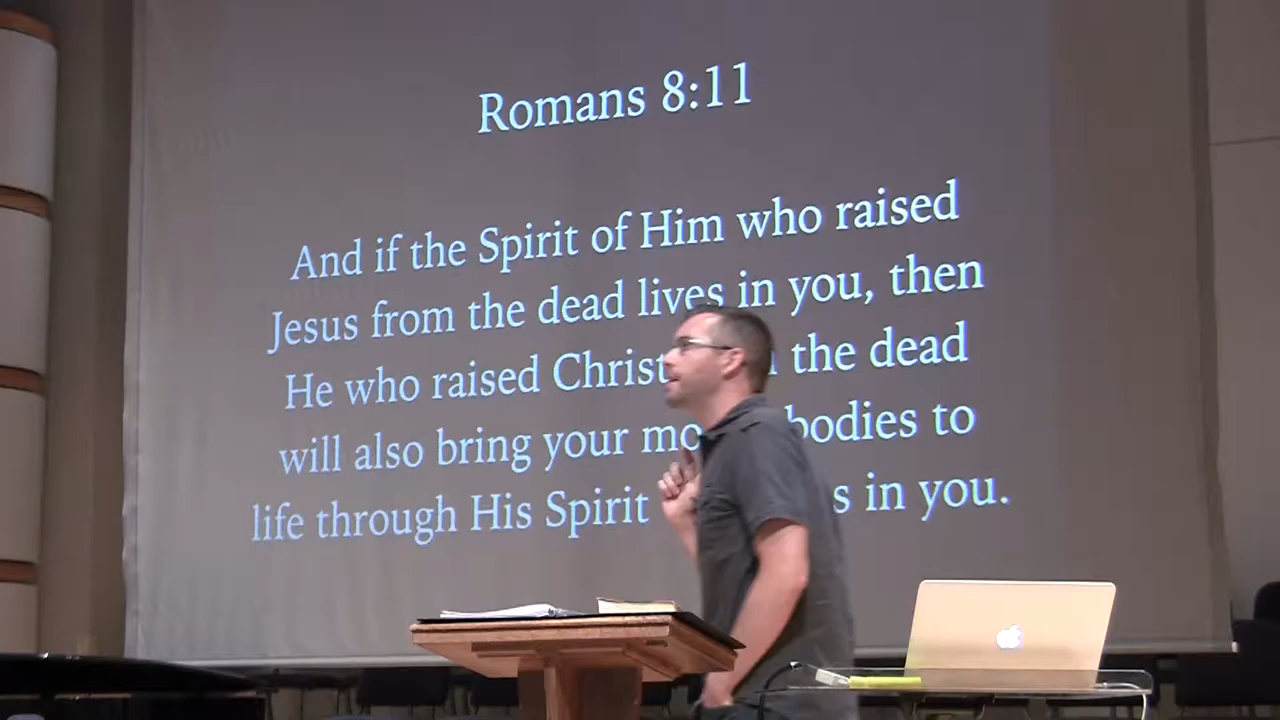 Romans 8:11
And if the Spirit of Him who raised
Jesus from the dead lives in you, then
He who raised Christ the dead
will also bring your bodies to
life through His Spirit in you.